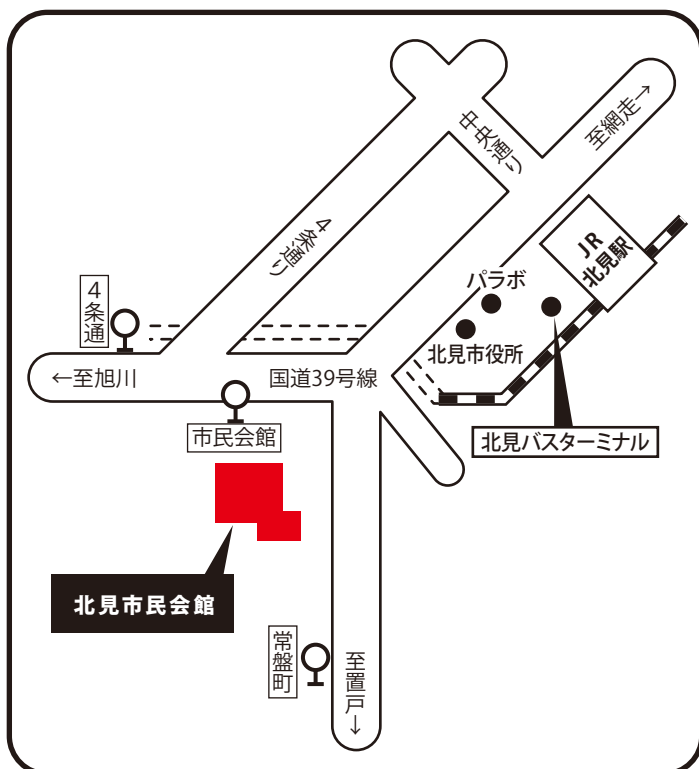 中央通り
至網走→
4条通り
JR
北見駅
パラボ
4条通
北見市役所
←至旭川
国道39号線
市民会館
北見バスターミナル
北見市民会館
常盤町
至置戸→